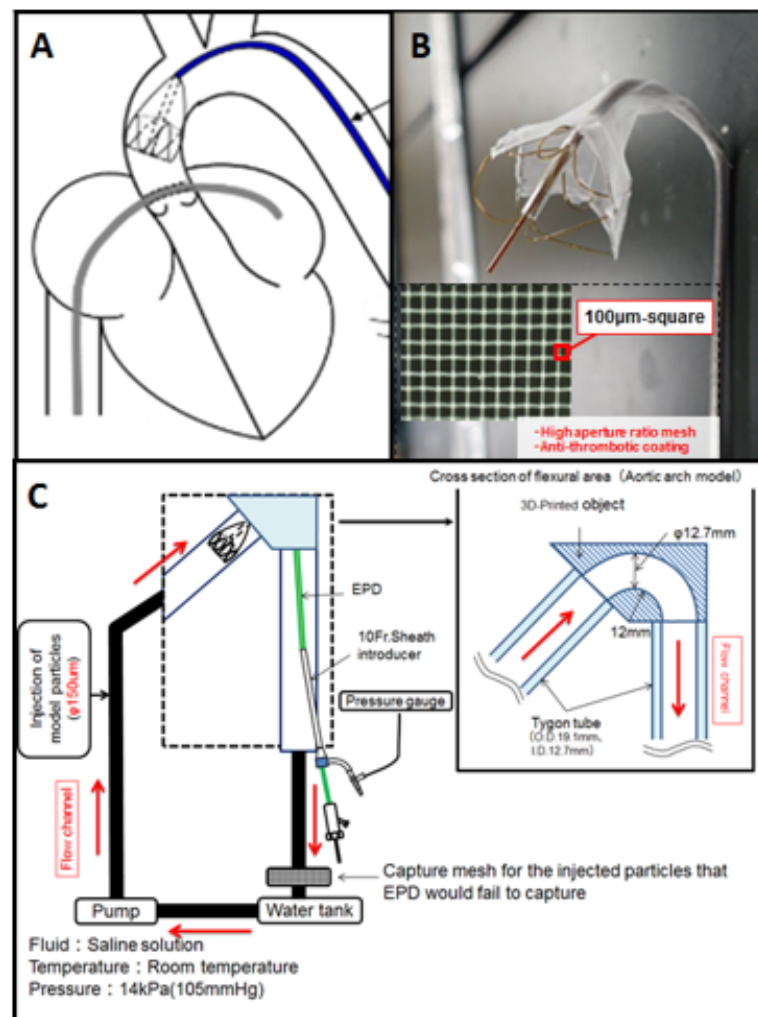 A
B
100μm-square
-High aperture ratio mesh
-Anti-thrombotic coating
C
Cross section of flexural area (Aortic arch model)
3D-Printed object
φ12.7mm
12mm
Flow channel
Tygon tube
(O.D.19.1mm、
I.D.12.7mm)
EPD
10Fr.Sheath
introducer
Pressure gauge
Injection of
model particles
(φ150um)
Flow channel
Capture mesh for the injected particles that
EPD would fail to capture
Pump
Water tank
Fluid：Saline solution
Temperature：Room temperature
Pressure：14kPa(105mmHg)